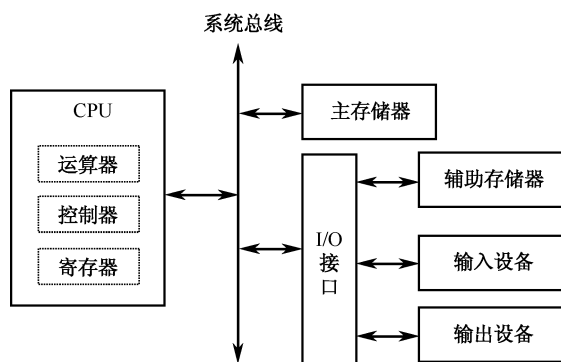 系统总线
CPU
运算器
控制器
寄存器
主存储器
I/O
接
口
辅助存储器
输入设备
输出设备